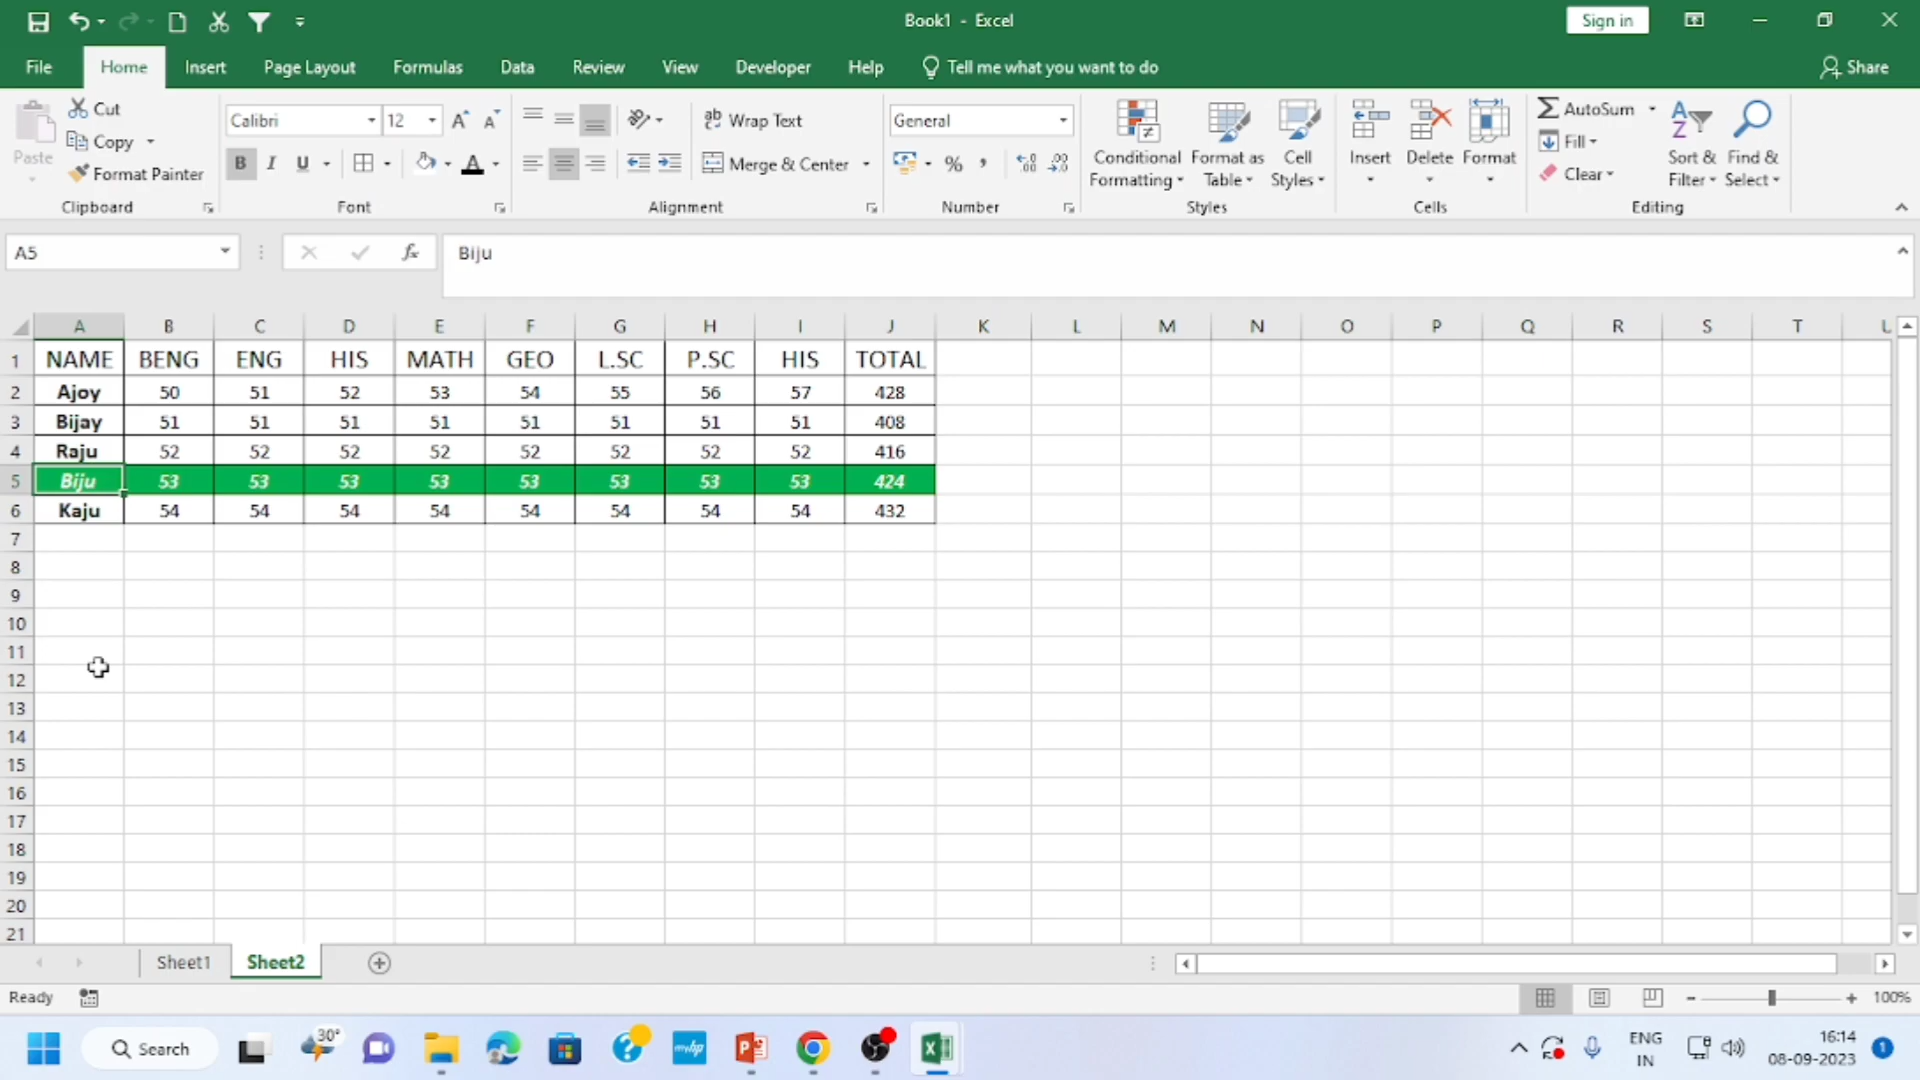 Book1 - Excel
Sign in
File Home Insert Page Layout Formulas Data Review View Developer Help Tell me what you want to do Share
Paste
Cut
Copy
Format Painter
Clipboard
Calibri 12
B I U
Font
Wrap Text
Merge & Center
Alignment
General
Number
Conditional Formatting
Format as Table
Cell Styles
Styles
Insert Delete Format
Cells
AutoSum
Fill
Clear
Sort & Filter
Find & Select
Editing
A5 fx Biju
A B C D E F G H I J K L M N O P Q R S T U
1 NAME BENG ENG HIS MATH GEO L.SC P.SC HIS TOTAL
2 Ajoy 50 51 52 53 54 55 56 57 428
3 Bijay 51 51 51 51 51 51 51 51 408
4 Raju 52 52 52 52 52 52 52 52 416
5 Biju 53 53 53 53 53 53 53 53 424
6 Kaju 54 54 54 54 54 54 54 54 432
7
8
9
10
11
12
13
14
15
16
17
18
19
20
21
Sheet1 Sheet2
Ready 100%
30°
Search
myhp
ENG
IN
16:14
08-09-2023
1